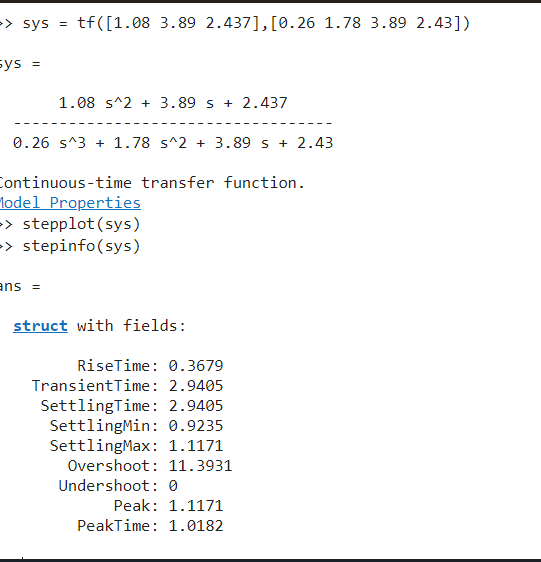 >> sys = tf([1.08 3.89 2.437],[0.26 1.78 3.89 2.43])
sys =
1.08 s^2 + 3.89 s + 2.437
-----------------------------------
0.26 s^3 + 1.78 s^2 + 3.89 s + 2.43
Continuous-time transfer function.
Model Properties
>> stepplot(sys)
>> stepinfo(sys)
ans =
struct with fields:
RiseTime: 0.3679
TransientTime: 2.9405
SettlingTime: 2.9405
SettlingMin: 0.9235
SettlingMax: 1.1171
Overshoot: 11.3931
Undershoot: 0
Peak: 1.1171
PeakTime: 1.0182